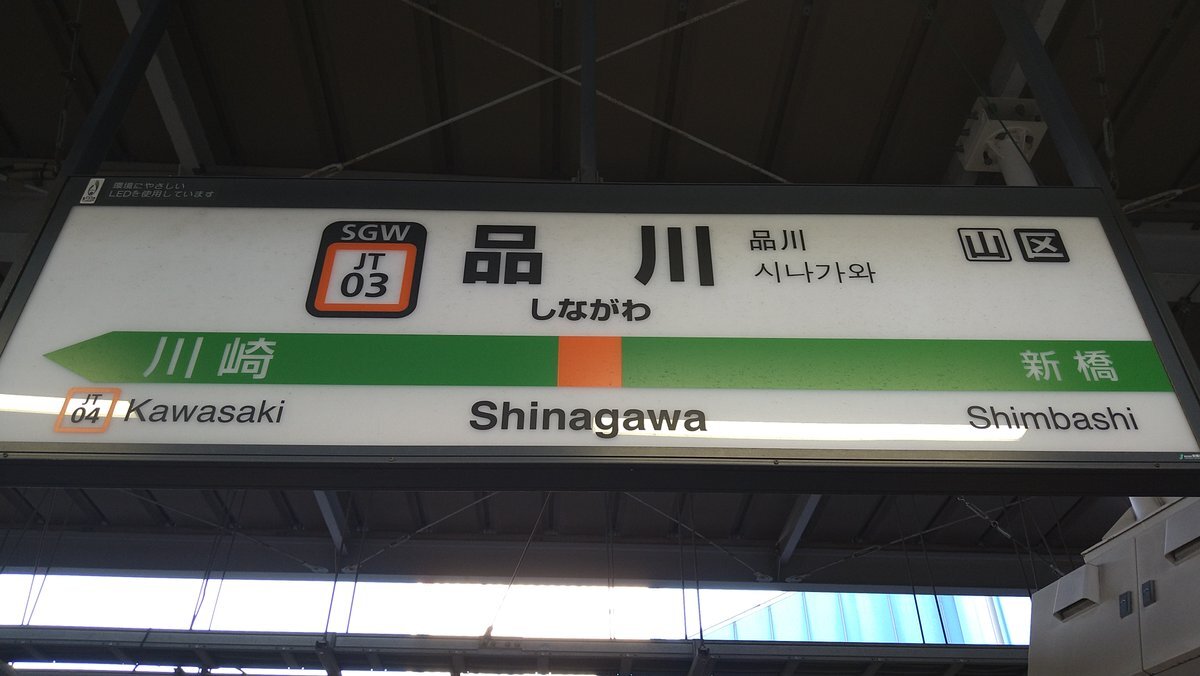 環境にやさしい
LEDを使用しています
SGW
JT
03
品川
しながわ
品川
시나가와
山 区
川崎
新橋
JT
04
Kawasaki
Shinagawa
Shimbashi